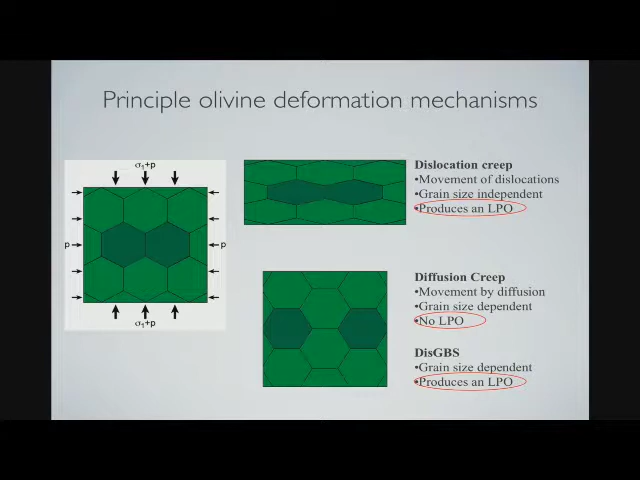 Principle olivine deformation mechanisms
σ₁+p
p
p
σ₁+p
Dislocation creep
•Movement of dislocations
•Grain size independent
•Produces an LPO
Diffusion Creep
•Movement by diffusion
•Grain size dependent
•No LPO
DisGBS
•Grain size dependent
•Produces an LPO